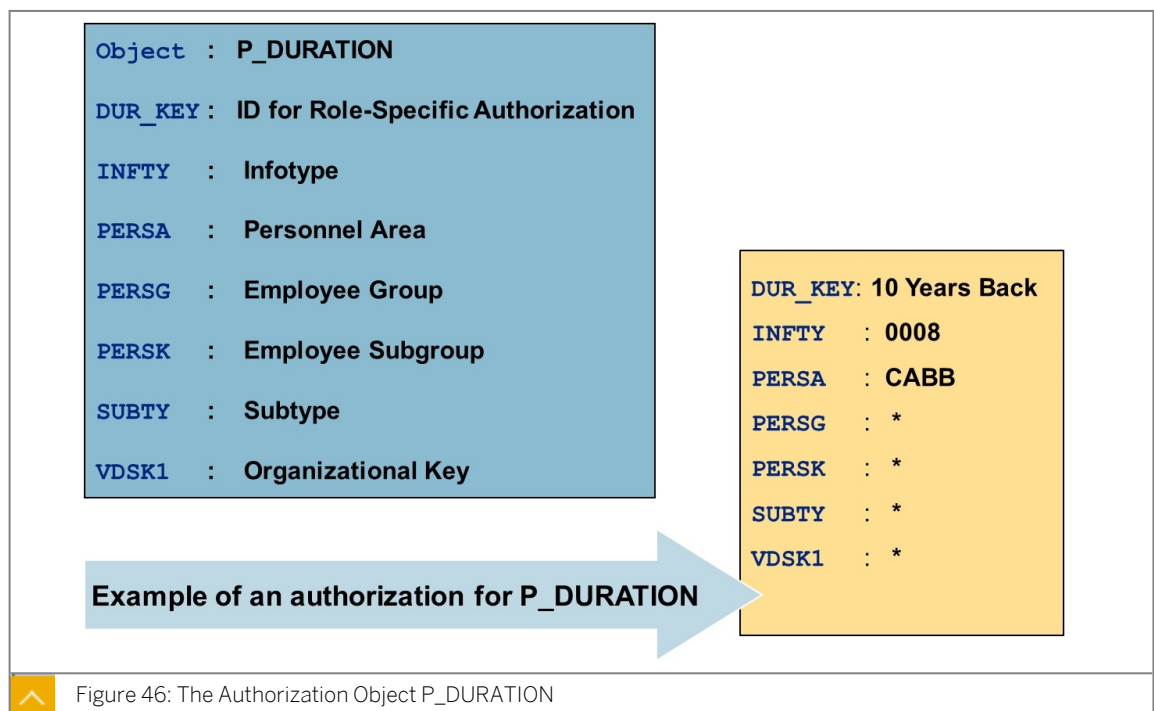 Object : P_DURATION
DUR_KEY : ID for Role-Specific Authorization
INFTY : Infotype
PERSA : Personnel Area
PERSG : Employee Group
PERSK : Employee Subgroup
SUBTY : Subtype
VDSK1 : Organizational Key
DUR_KEY: 10 Years Back
INFTY : 0008
PERSA : CABB
PERSG : *
PERSK : *
SUBTY : *
VDSK1 : *
Example of an authorization for P_DURATION
Figure 46: The Authorization Object P_DURATION